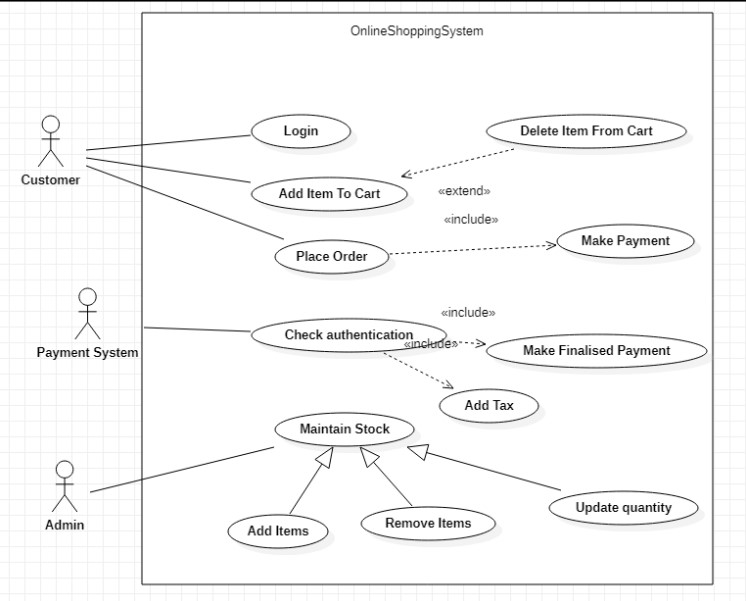 OnlineShoppingSystem
Login
Delete Item From Cart
Customer
Add Item To Cart
«extend»
«include»
Place Order
Make Payment
«include»
Payment System
Check authentication
«include»
Make Finalised Payment
Add Tax
Maintain Stock
Admin
Add Items
Remove Items
Update quantity